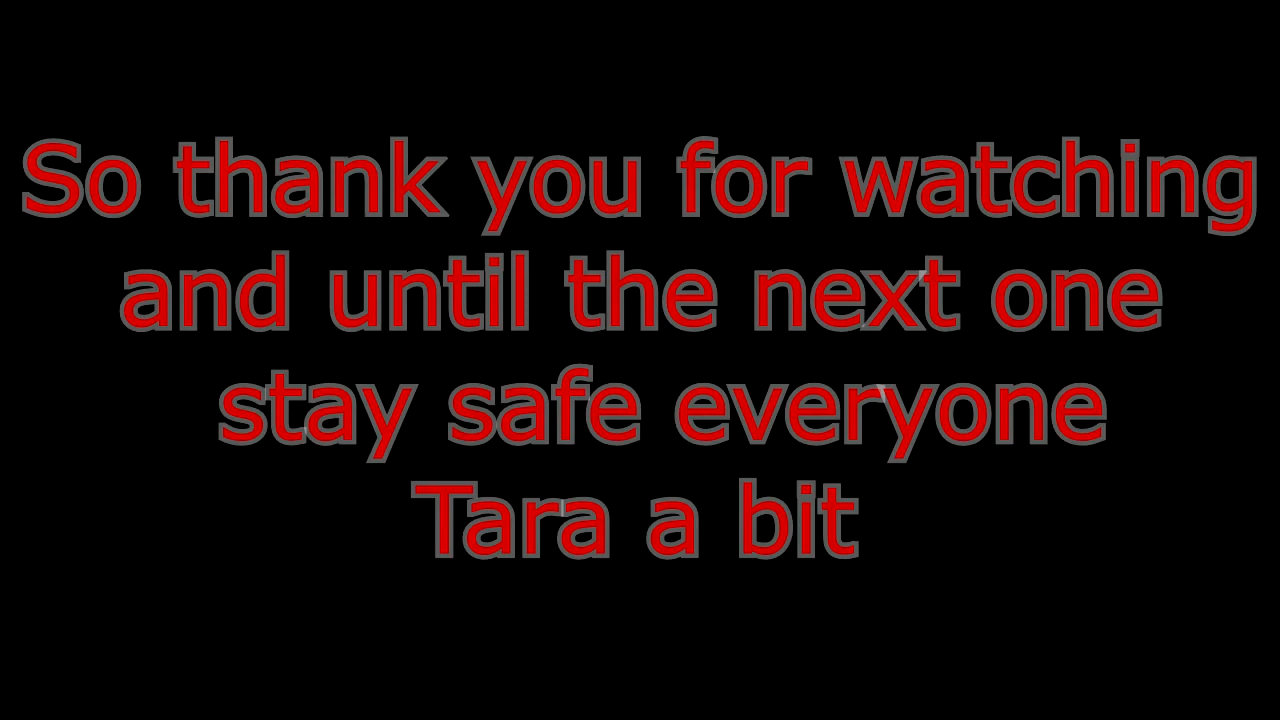 So thank you for watching
and until the next one
stay safe everyone
Tara a bit